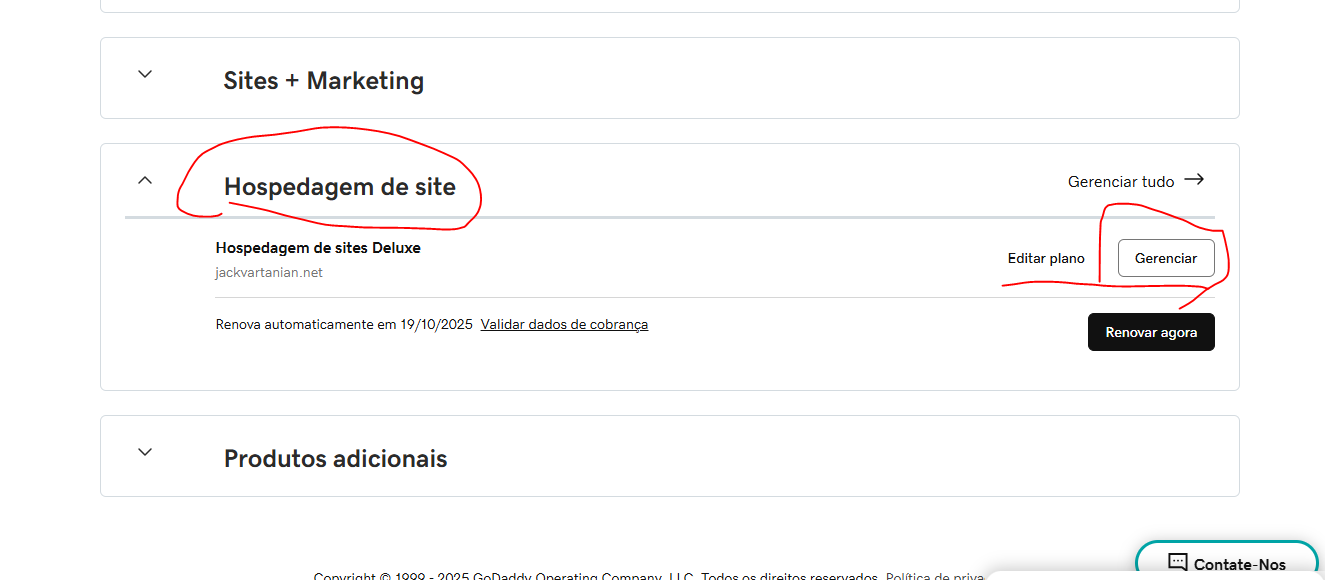 Sites + Marketing
Hospedagem de site
Gerenciar tudo
Hospedagem de sites Deluxe
jackvartanian.net
Editar plano
Gerenciar
Renova automaticamente em 19/10/2025 Validar dados de cobrança
Renovar agora
Produtos adicionais
Contate-Nos
Copyright © 1999 - 2025 GoDaddy Operating Company, LLC. Todos os direitos reservados. Política de priva